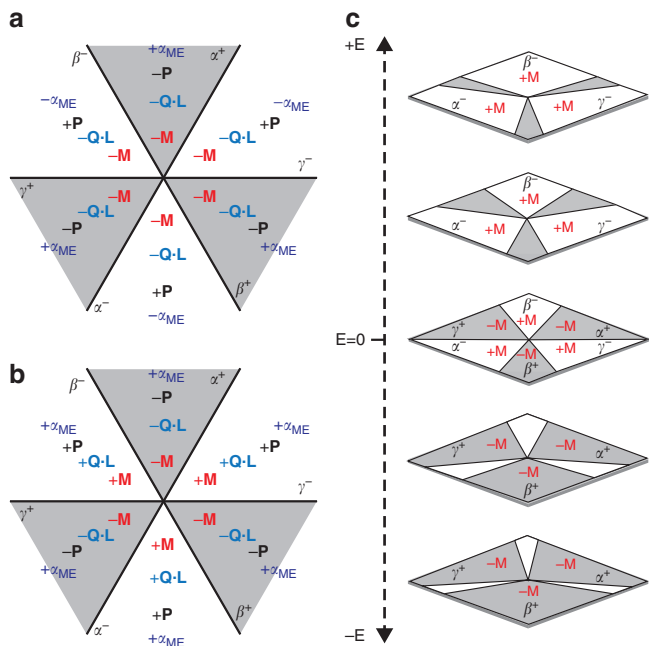 a
β⁻ +α_ME α⁺
−P
−α_ME −Q·L −α_ME
+P −M +P
−Q·L −Q·L
−M −M
γ⁺ γ⁻
−M −M −M
−Q·L −Q·L −Q·L
−P −P
+α_ME +α_ME
+P
α⁻ −α_ME β⁺
b
β⁻ +α_ME α⁺
−P
+α_ME −Q·L +α_ME
+P −M +P
+Q·L +Q·L
+M +M
γ⁺ γ⁻
−M +M −M
−Q·L +Q·L −Q·L
−P −P
+α_ME +α_ME
+P
α⁻ +α_ME β⁺
c
+E
β⁻
+M
α⁻ +M +M γ⁻
β⁻
+M
α⁻ +M +M γ⁻
E=0
β⁻
γ⁺ −M +M −M α⁺
α⁻ +M −M +M γ⁻
β⁺
γ⁺ −M −M α⁺
−M
β⁺
γ⁺ −M −M α⁺
−M
β⁺
−E